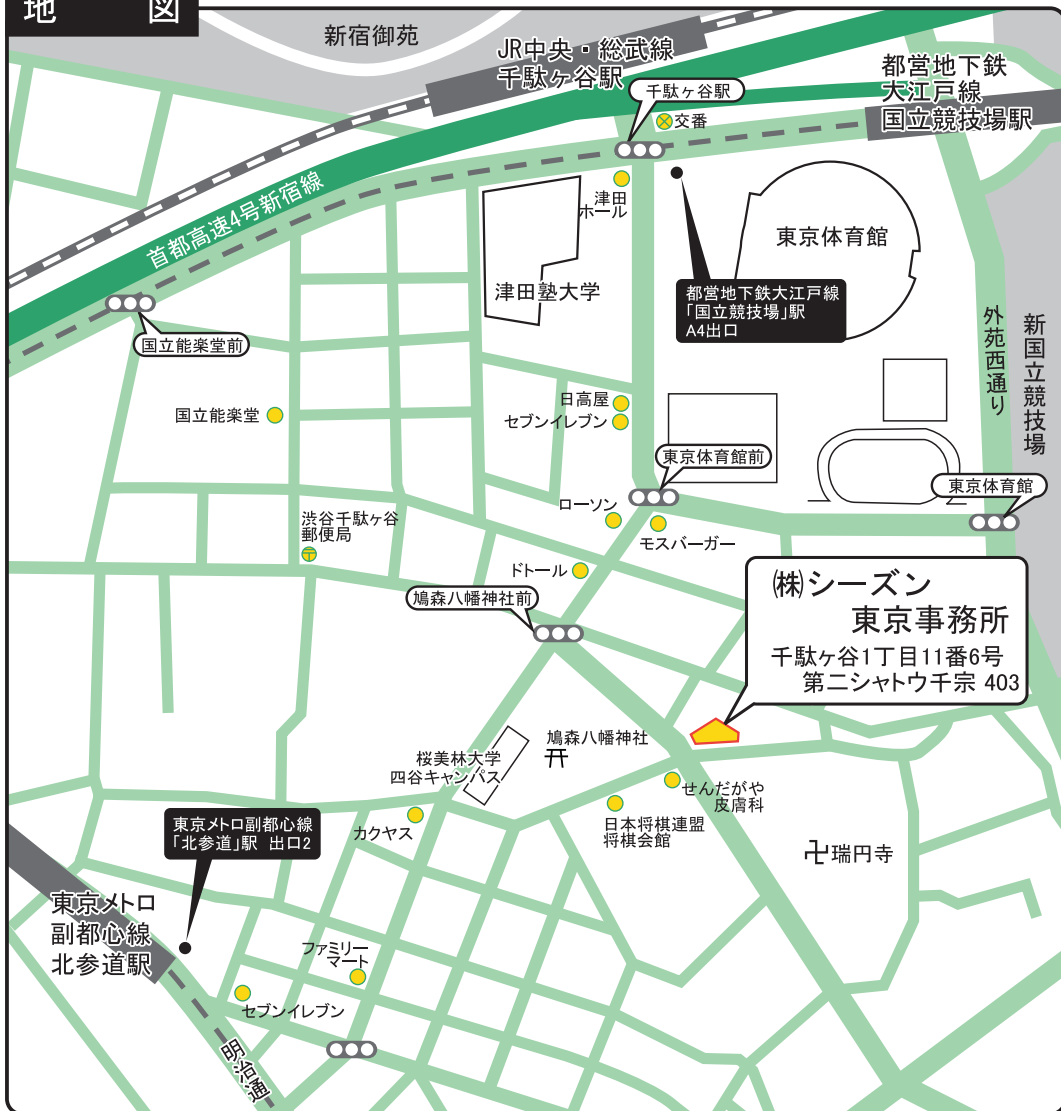 地 図
新宿御苑
JR中央・総武線
千駄ヶ谷駅
千駄ヶ谷駅
都営地下鉄
大江戸線
国立競技場駅
交番
首都高速4号新宿線
津田
ホール
東京体育館
津田塾大学
都営地下鉄大江戸線
「国立競技場」駅
A4出口
国立能楽堂前
外苑西通り
新国立競技場
国立能楽堂
日高屋
セブンイレブン
東京体育館前
東京体育館
ローソン
モスバーガー
渋谷千駄ヶ谷
郵便局
ドトール
鳩森八幡神社前
㈱シーズン
東京事務所
千駄ヶ谷1丁目11番6号
第二シャトウ千宗 403
鳩森八幡神社
桜美林大学
四谷キャンパス
せんだがや
皮膚科
日本将棋連盟
将棋会館
カクヤス
東京メトロ副都心線
「北参道」駅 出口2
卍瑞円寺
東京メトロ
副都心線
北参道駅
ファミリー
マート
セブンイレブン
明治通